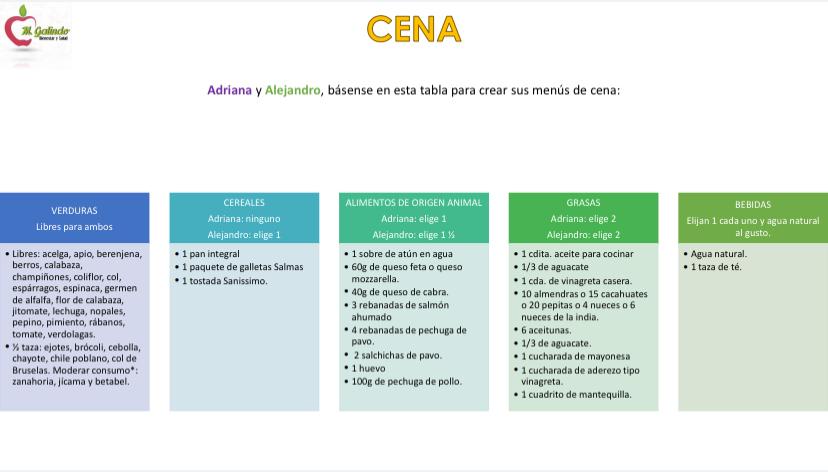 M. Galindo
Bienestar y Salud
CENA
Adriana y Alejandro, básense en esta tabla para crear sus menús de cena:
VERDURAS
Libres para ambos
• Libres: acelga, apio, berenjena,
berros, calabaza,
champiñones, coliflor, col,
espárragos, espinaca, germen
de alfalfa, flor de calabaza,
jitomate, lechuga, nopales,
pepino, pimiento, rábanos,
tomate, verdolagas.
• ½ taza: ejotes, brócoli, cebolla,
chayote, chile poblano, col de
Bruselas. Moderar consumo*:
zanahoria, jícama y betabel.
CEREALES
Adriana: ninguno
Alejandro: elige 1
• 1 pan integral
• 1 paquete de galletas Salmas
• 1 tostada Sanissimo.
ALIMENTOS DE ORIGEN ANIMAL
Adriana: elige 1
Alejandro: elige 1 ½
• 1 sobre de atún en agua
• 60g de queso feta o queso
mozzarella.
• 40g de queso de cabra.
• 3 rebanadas de salmón
ahumado
• 4 rebanadas de pechuga de
pavo.
• 2 salchichas de pavo.
• 1 huevo
• 100g de pechuga de pollo.
GRASAS
Adriana: elige 2
Alejandro: elige 2
• 1 cdita. aceite para cocinar
• 1/3 de aguacate
• 1 cda. de vinagreta casera.
• 10 almendras o 15 cacahuates
o 20 pepitas o 4 nueces o 6
nueces de la india.
• 6 aceitunas.
• 1/3 de aguacate.
• 1 cucharada de mayonesa
• 1 cucharada de aderezo tipo
vinagreta.
• 1 cuadrito de mantequilla.
BEBIDAS
Elijan 1 cada uno y agua natural
al gusto.
• Agua natural.
• 1 taza de té.